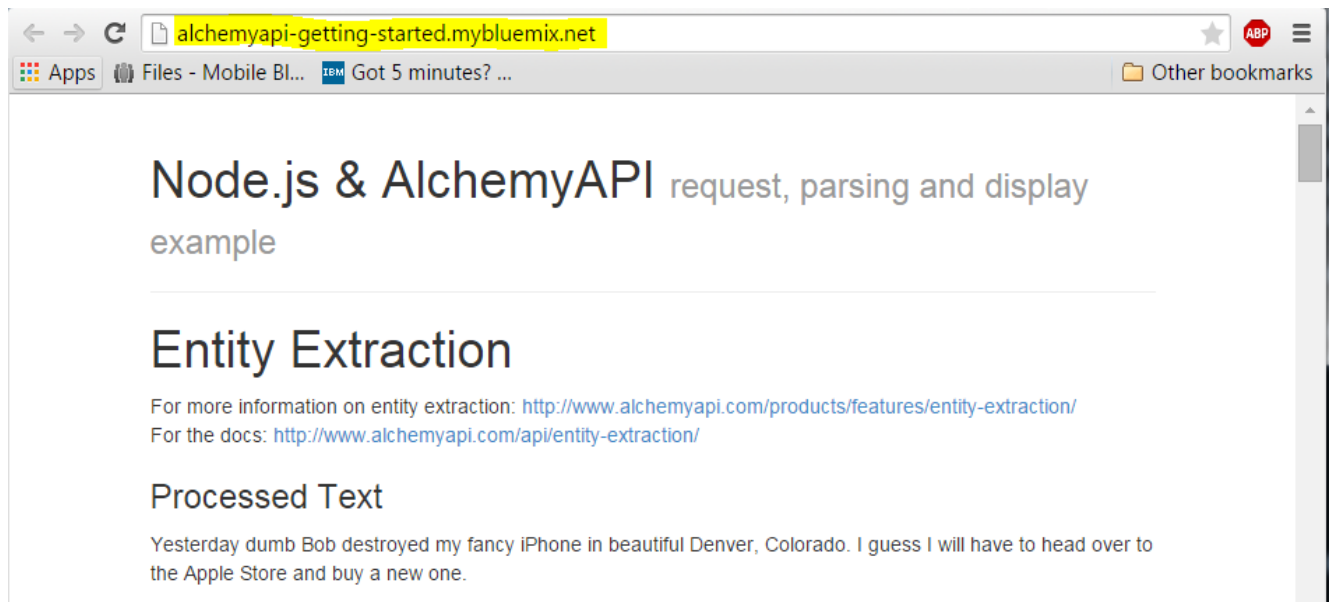 alchemyapi-getting-started.mybluemix.net
ABP
Apps
Files - Mobile Bl...
IBM
Got 5 minutes? ...
Other bookmarks
Node.js & AlchemyAPI request, parsing and display
example
Entity Extraction
For more information on entity extraction: http://www.alchemyapi.com/products/features/entity-extraction/
For the docs: http://www.alchemyapi.com/api/entity-extraction/
Processed Text
Yesterday dumb Bob destroyed my fancy iPhone in beautiful Denver, Colorado. I guess I will have to head over to
the Apple Store and buy a new one.